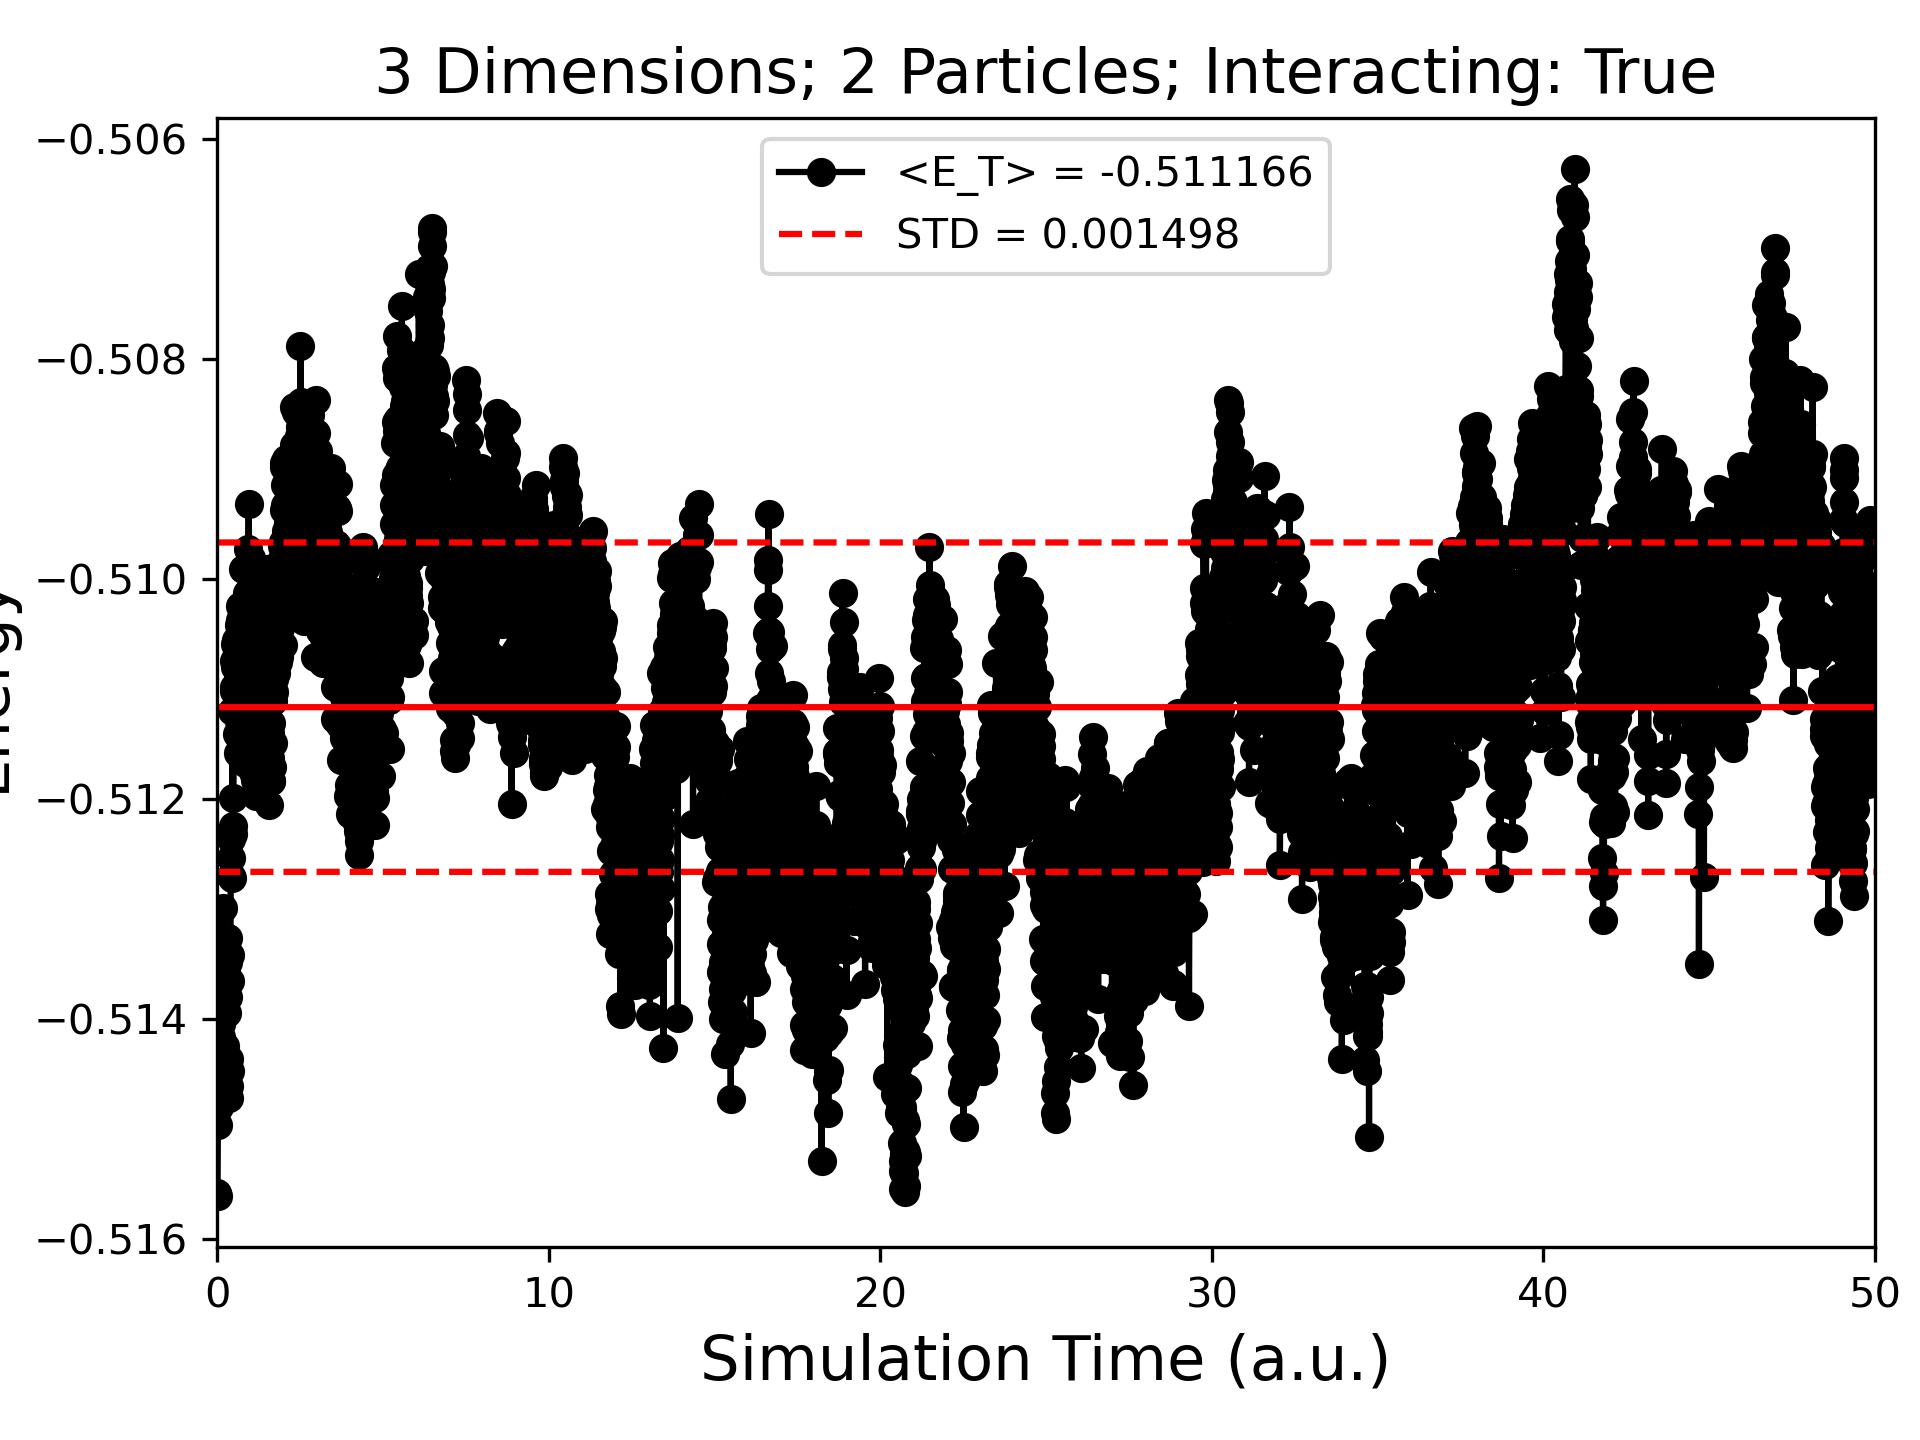 3 Dimensions; 2 Particles; Interacting: True
<E_T> = -0.511166
STD = 0.001498
−0.506
−0.508
−0.510
−0.512
−0.514
−0.516
0 10 20 30 40 50
Simulation Time (a.u.)